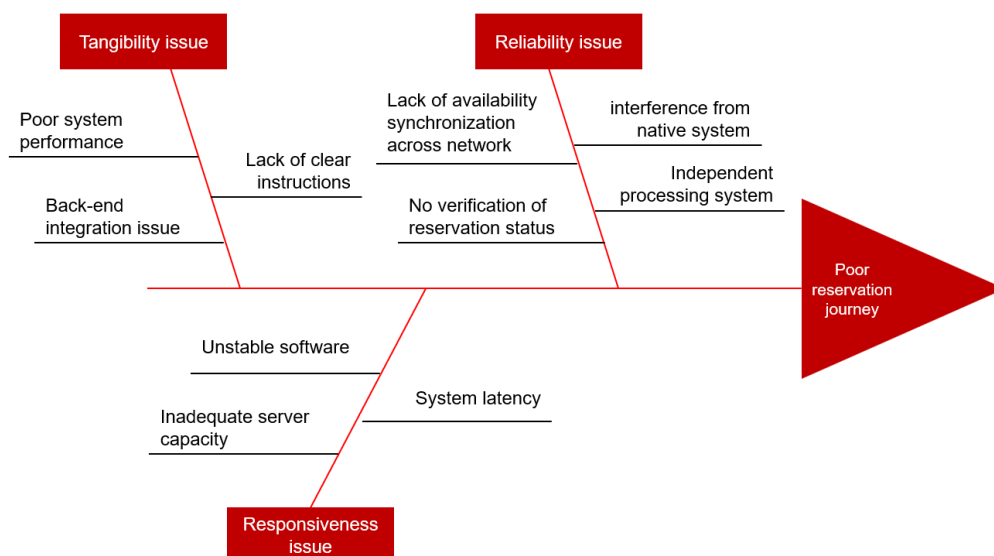 Tangibility issue
Reliability issue
Poor system
performance
Lack of clear
instructions
Back-end
integration issue
Lack of availability
synchronization
across network
interference from
native system
Independent
processing system
No verification of
reservation status
Poor
reservation
journey
Unstable software
System latency
Inadequate server
capacity
Responsiveness
issue